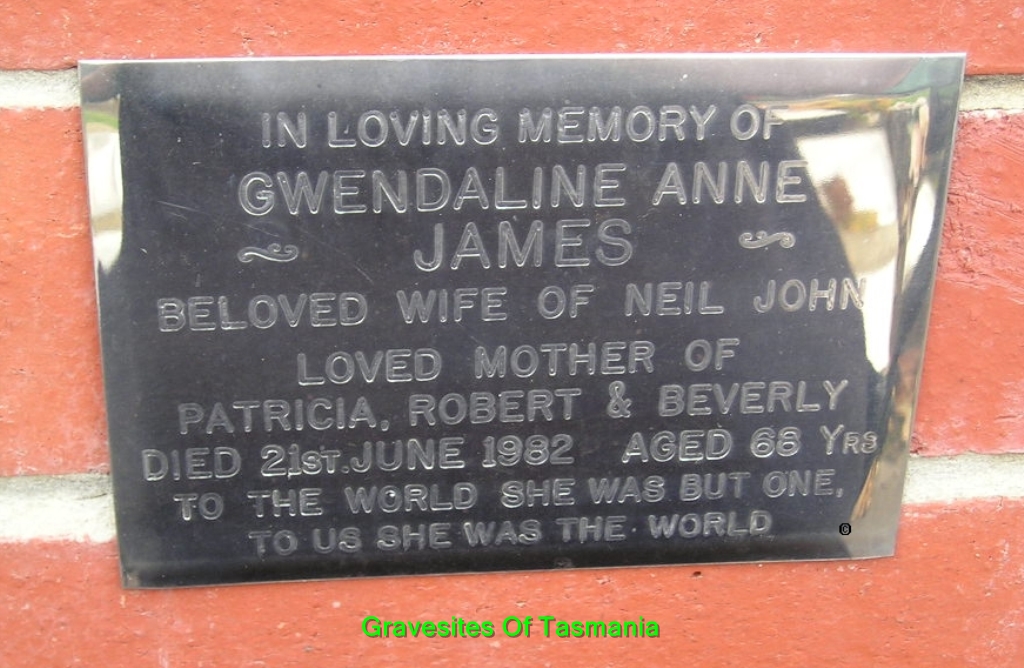 IN LOVING MEMORY OF
GWENDALINE ANNE
JAMES
BELOVED WIFE OF NEIL JOHN
LOVED MOTHER OF
PATRICIA, ROBERT & BEVERLY
DIED 21ST. JUNE 1982 AGED 68 YRS
TO THE WORLD SHE WAS BUT ONE,
TO US SHE WAS THE WORLD
©
Gravesites Of Tasmania